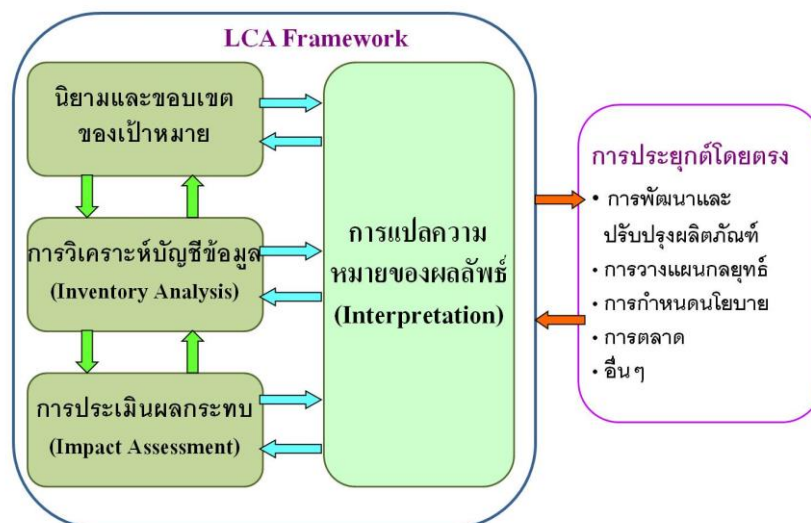 LCA Framework
นิยามและขอบเขต
ของเป้าหมาย
การวิเคราะห์บัญชีข้อมูล
(Inventory Analysis)
การประเมินผลกระทบ
(Impact Assessment)
การแปลความ
หมายของผลลัพธ์
(Interpretation)
การประยุกต์โดยตรง
• การพัฒนาและ
ปรับปรุงผลิตภัณฑ์
• การวางแผนกลยุทธ์
• การกำหนดนโยบาย
• การตลาด
• อื่นๆ